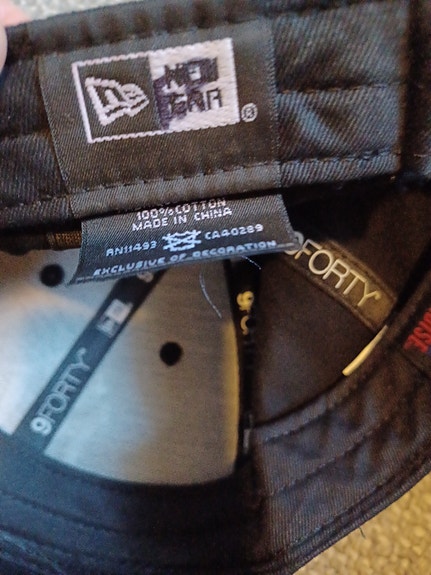 NEW
ERA
®
100% COTTON
MADE IN CHINA
RN11493 CA40289
EXCLUSIVE OF DECORATION
9FORTY
9FORTY